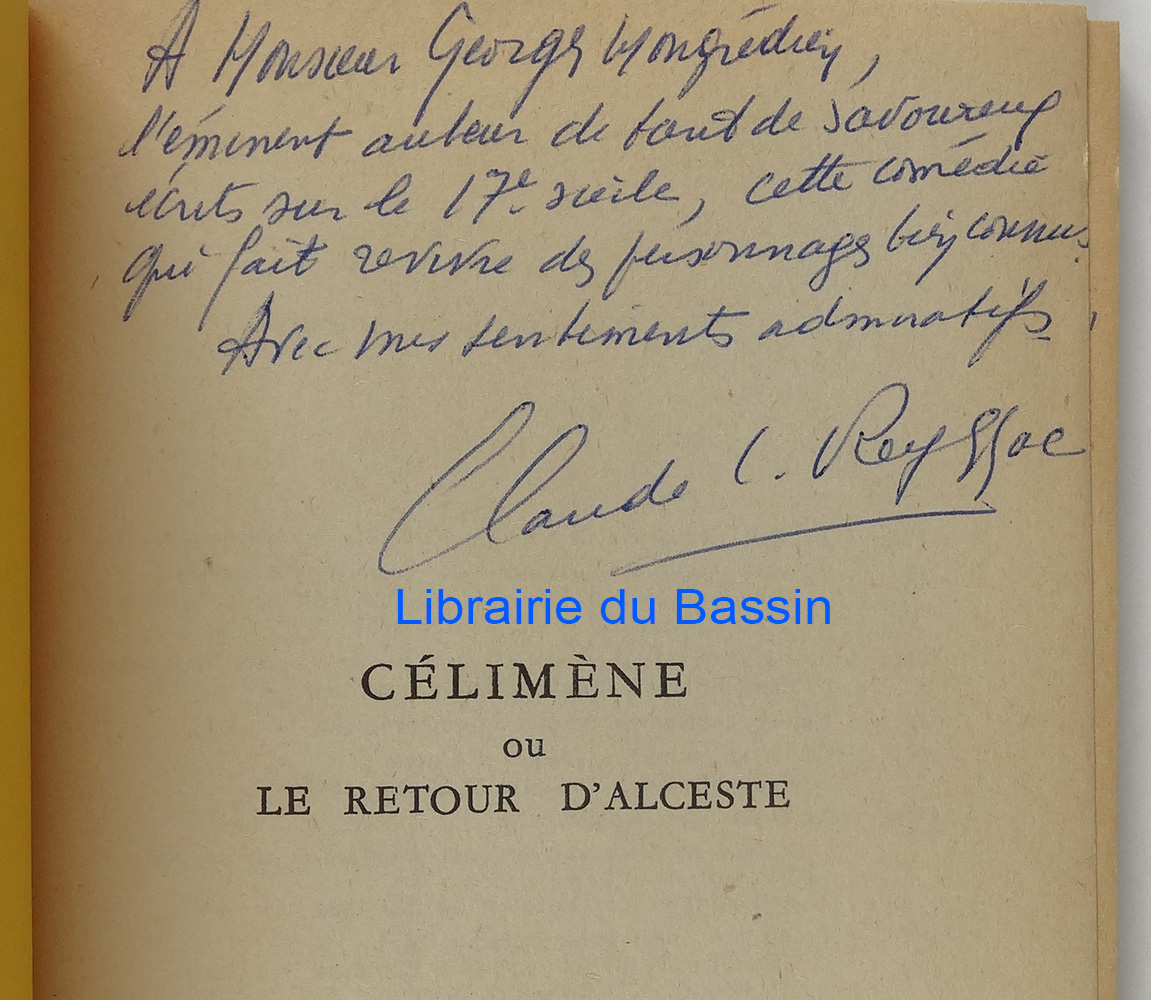 A Monsieur Georges Mongrédien,
l'éminent auteur de tant de savoureux
écrits sur le 17e siècle, cette comédie
qui fait revivre des personnages bien connus.
Avec mes sentiments admiratifs,
Claude C. Reyssac
Librairie du Bassin
CÉLIMÈNE
ou
LE RETOUR D'ALCESTE